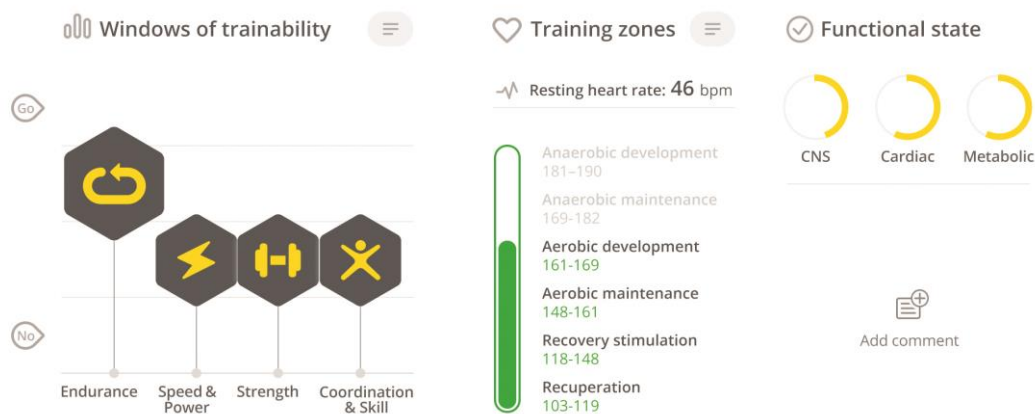 Windows of trainability
Go
No
Endurance
Speed &
Power
Strength
Coordination
& Skill
Training zones
Resting heart rate: 46 bpm
Anaerobic development
181–190
Anaerobic maintenance
169-182
Aerobic development
161-169
Aerobic maintenance
148-161
Recovery stimulation
118-148
Recuperation
103-119
Functional state
CNS
Cardiac
Metabolic
Add comment